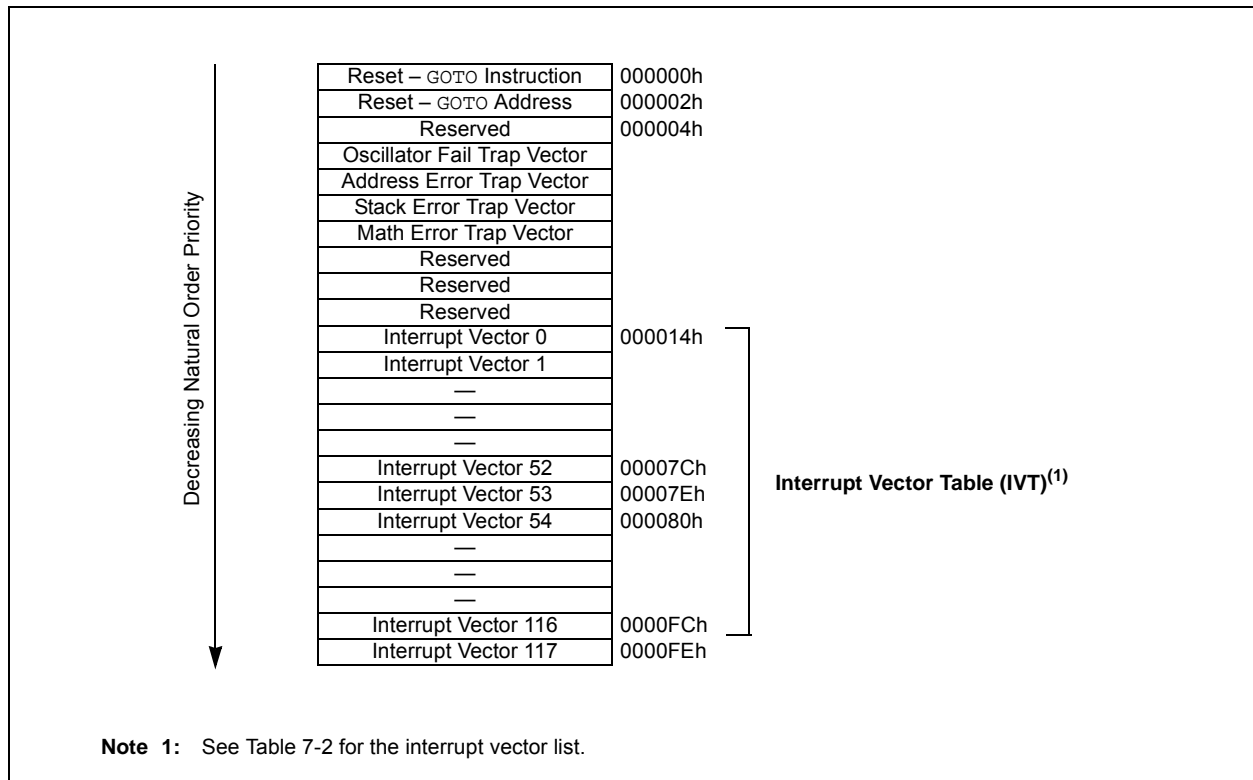 Decreasing Natural Order Priority
Reset – GOTO Instruction 000000h
Reset – GOTO Address 000002h
Reserved 000004h
Oscillator Fail Trap Vector
Address Error Trap Vector
Stack Error Trap Vector
Math Error Trap Vector
Reserved
Reserved
Reserved
Interrupt Vector 0 000014h
Interrupt Vector 1
—
—
—
Interrupt Vector 52 00007Ch
Interrupt Vector 53 00007Eh
Interrupt Vector 54 000080h
—
—
—
Interrupt Vector 116 0000FCh
Interrupt Vector 117 0000FEh
Interrupt Vector Table (IVT)(1)
Note 1: See Table 7-2 for the interrupt vector list.